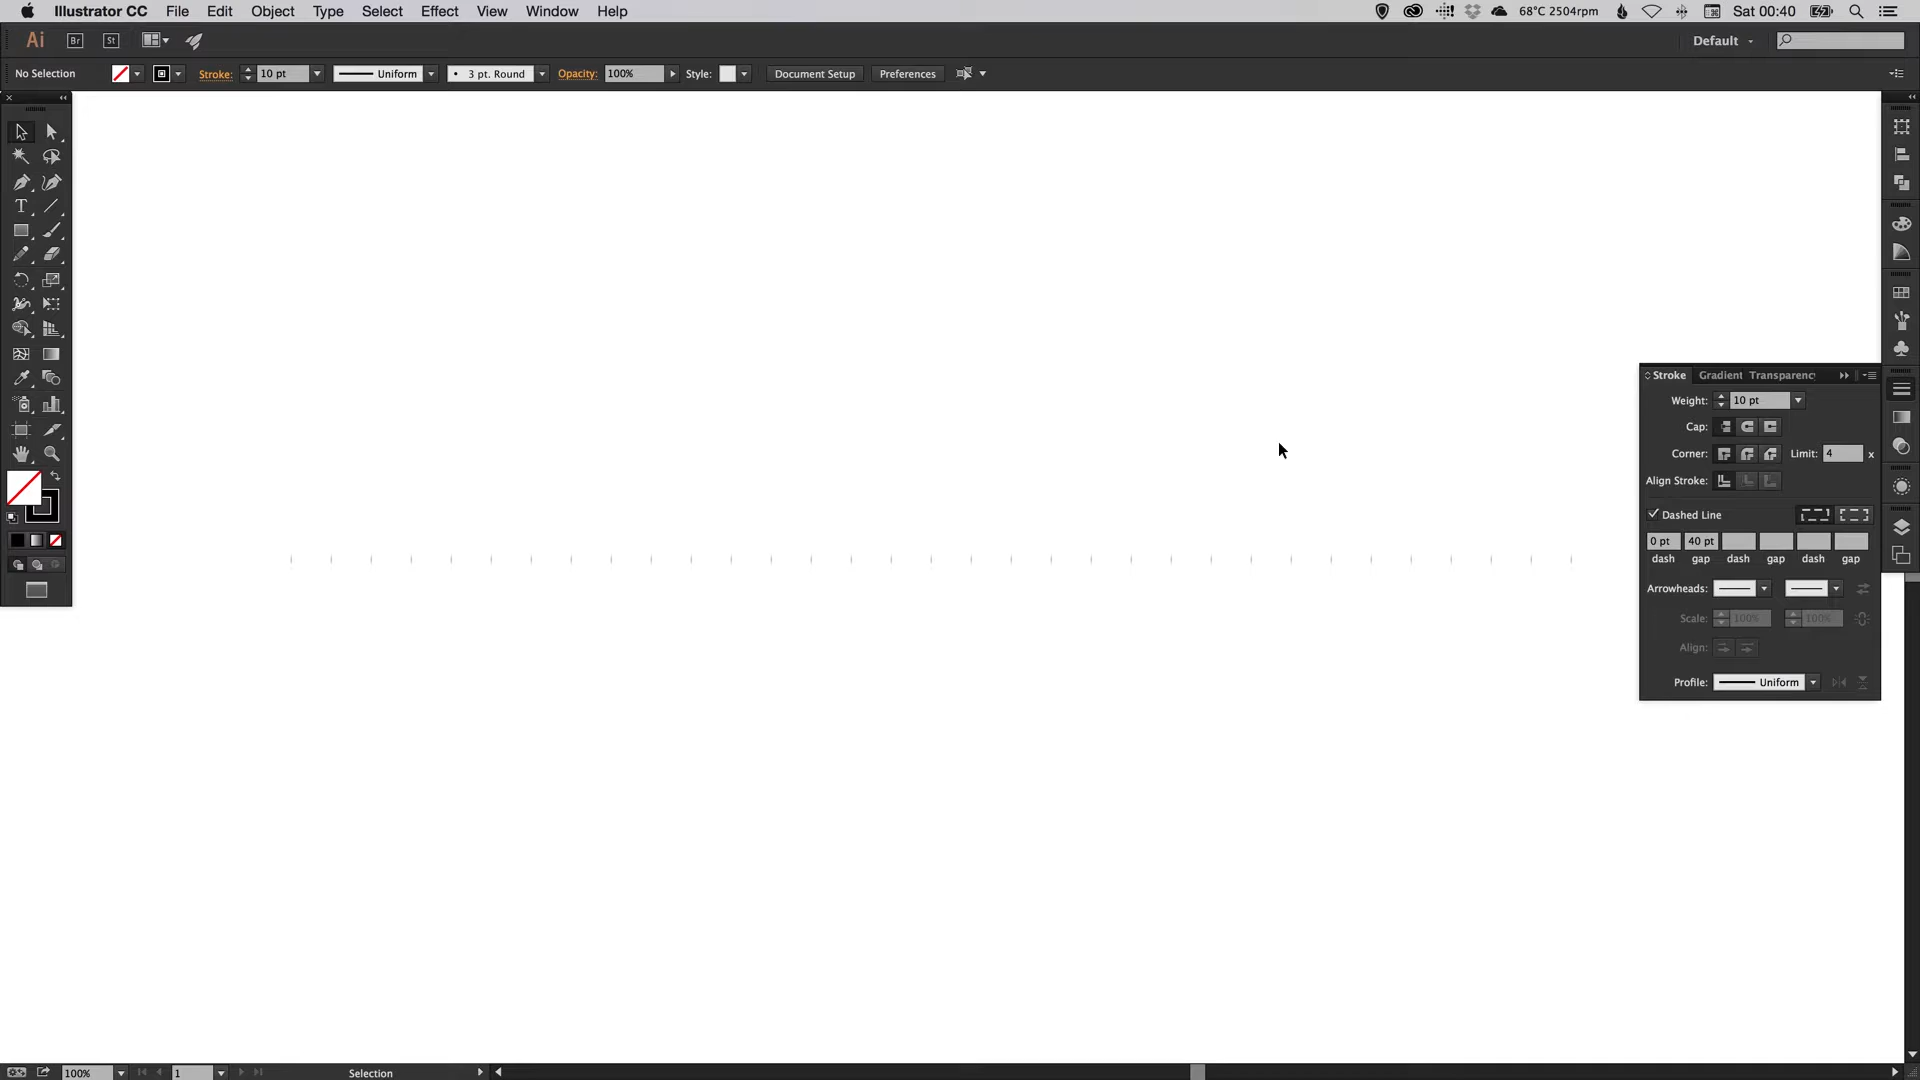 Illustrator CC File Edit Object Type Select Effect View Window Help 68°C 2504rpm Sat 00:40
Ai Br St Default
No Selection Stroke: 10 pt Uniform 3 pt. Round Opacity: 100% Style: Document Setup Preferences
T
Stroke Gradient Transparenc
Weight: 10 pt
Cap:
Corner: Limit: 4 x
Align Stroke:
Dashed Line
0 pt 40 pt
dash gap dash gap dash gap
Arrowheads:
Scale: 100% 100%
Align:
Profile: Uniform
100% 1 Selection